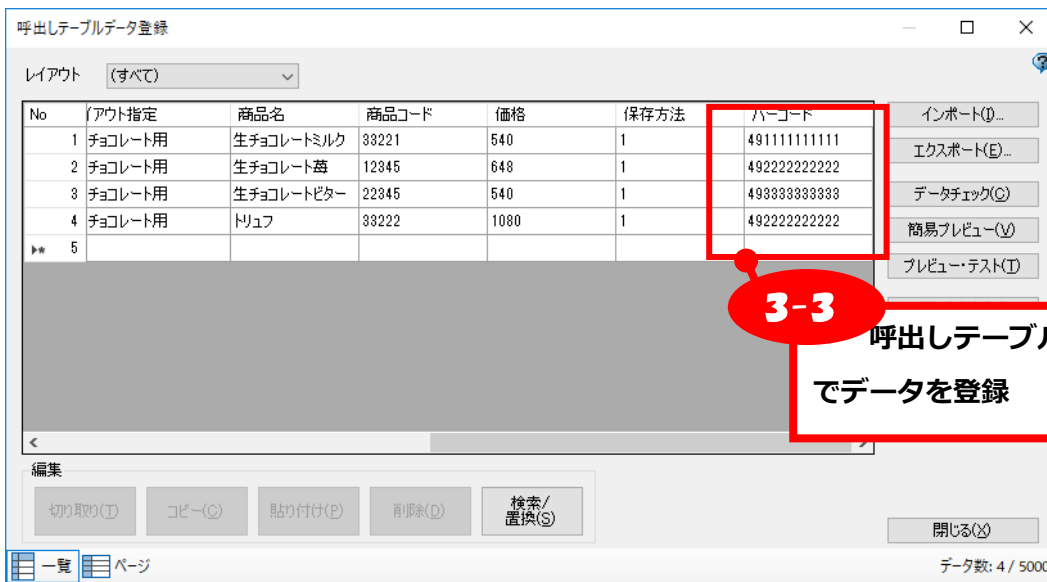 呼出しテーブルデータ登録
レイアウト (すべて)
No イアウト指定 商品名 商品コード 価格 保存方法 バーコード
1 チョコレート用 生チョコレートミルク 33221 540 1 491111111111
2 チョコレート用 生チョコレート苺 12345 648 1 492222222222
3 チョコレート用 生チョコレートビター 22345 540 1 493333333333
4 チョコレート用 トリュフ 33222 1080 1 492222222222
5
インポート(I)...
エクスポート(E)...
データチェック(C)
簡易プレビュー(V)
プレビュー・テスト(T)
3-3
呼出しテーブル
でデータを登録
編集
切り取り(T) コピー(C) 貼り付け(P) 削除(D) 検索/
置換(S)
閉じる(X)
一覧 ページ データ数: 4 / 5000